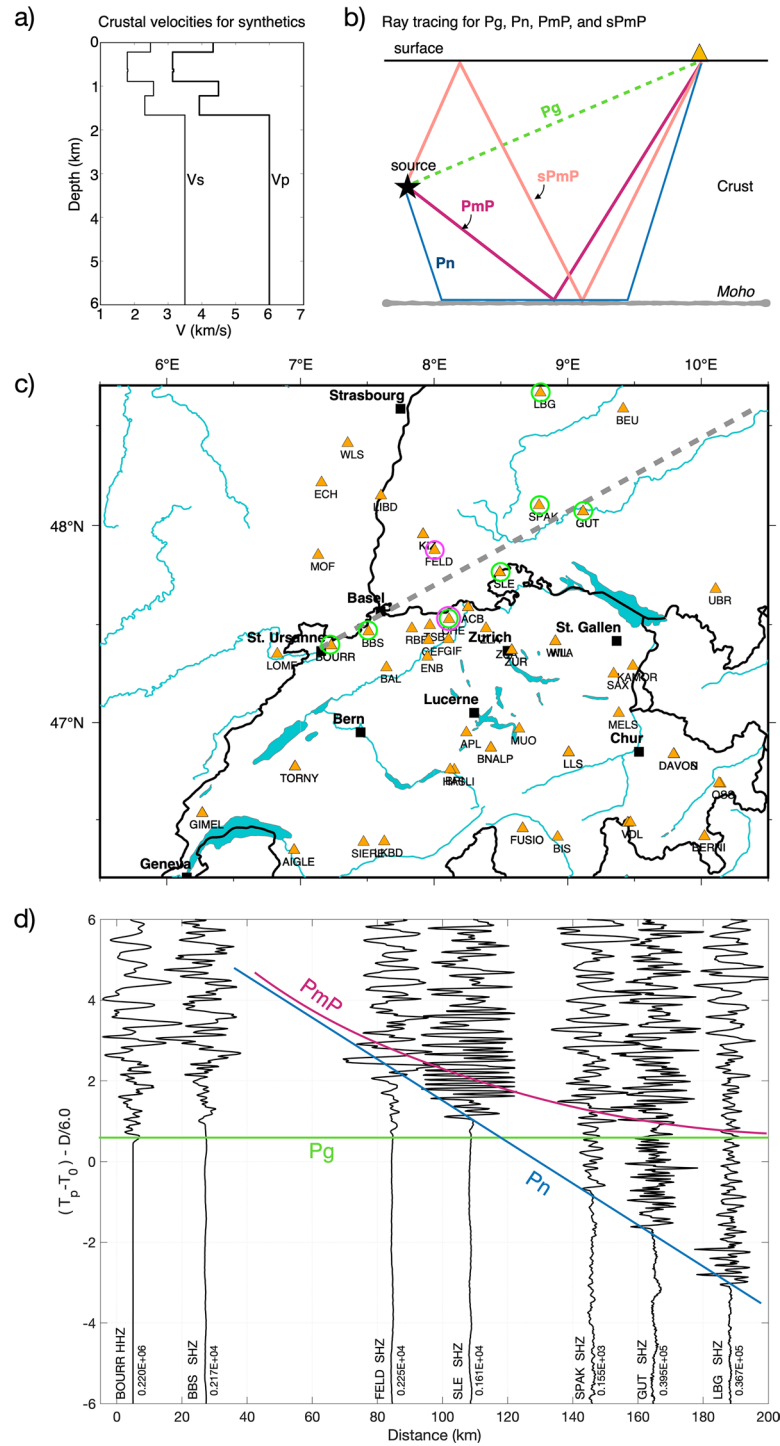 a) Crustal velocities for synthetics
0
1
2
3
4
5
6
Depth (km)
Vs
Vp
1 2 3 4 5 6 7
V (km/s)
b) Ray tracing for Pg, Pn, PmP, and sPmP
surface
Pg
source
sPmP
Crust
PmP
Pn
Moho
c)
6°E 7°E 8°E 9°E 10°E
48°N
47°N
Strasbourg
LBG
BEU
WLS
ECH
LIBD
SPAK
GUT
KIZ
FELD
MOF
SLE
UBR
Basel
ACB
St. Ursanne
BOURR
BBS
RBE
Zurich
St. Gallen
LOMF
GEFGIF
ZUR
WILA
BAL
ENB
KAMOR
SAX
Lucerne
MELS
Bern
APL
MUO
Chur
BNALP
LLS
DAVON
TORNY
HASLI
OSS
GIMEL
FUSIO
VDL
AIGLE
SIERE
KBD
BIS
BERNI
Geneva
d)
6
4
2
0
-2
-4
-6
(Tp-T0) - D/6.0
PmP
Pg
Pn
BOURR HHZ
0.220E+06
BBS SHZ
0.217E+04
FELD SHZ
0.225E+04
SLE SHZ
0.161E+04
SPAK SHZ
0.155E+03
GUT SHZ
0.395E+05
LBG SHZ
0.367E+05
0 20 40 60 80 100 120 140 160 180 200
Distance (km)